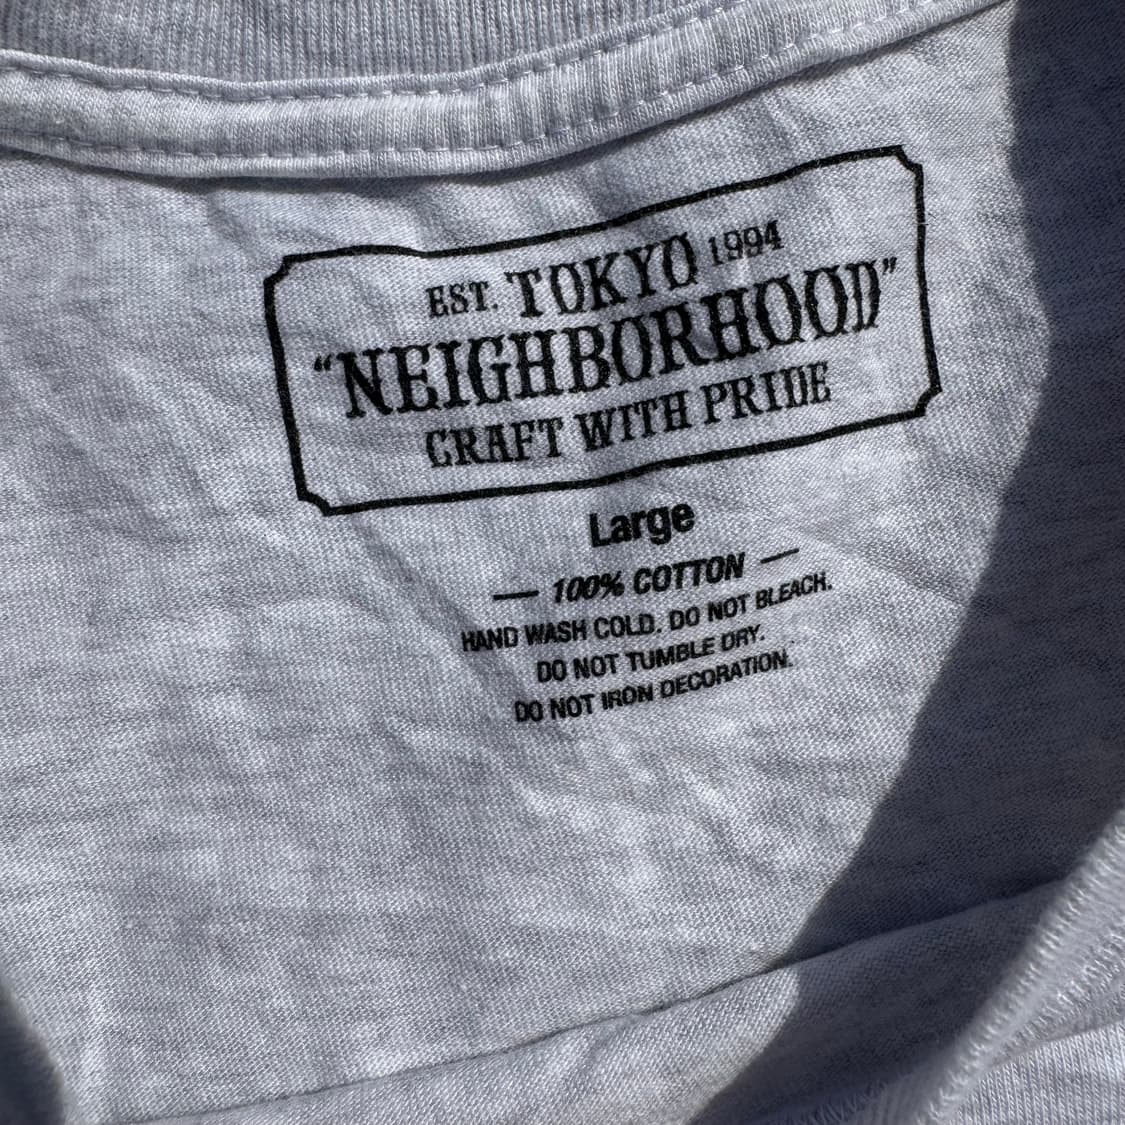 EST. TOKYO 1994
“NEIGHBORHOOD”
CRAFT WITH PRIDE
Large
— 100% COTTON —
HAND WASH COLD. DO NOT BLEACH.
DO NOT TUMBLE DRY.
DO NOT IRON DECORATION.